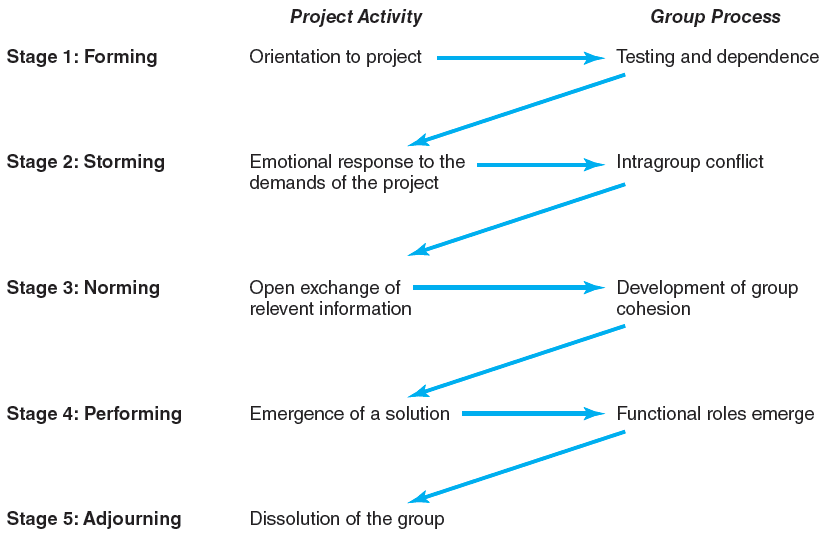 Project Activity Group Process
Stage 1: Forming Orientation to project Testing and dependence
Stage 2: Storming Emotional response to the Intragroup conflict
demands of the project
Stage 3: Norming Open exchange of Development of group
relevent information cohesion
Stage 4: Performing Emergence of a solution Functional roles emerge
Stage 5: Adjourning Dissolution of the group